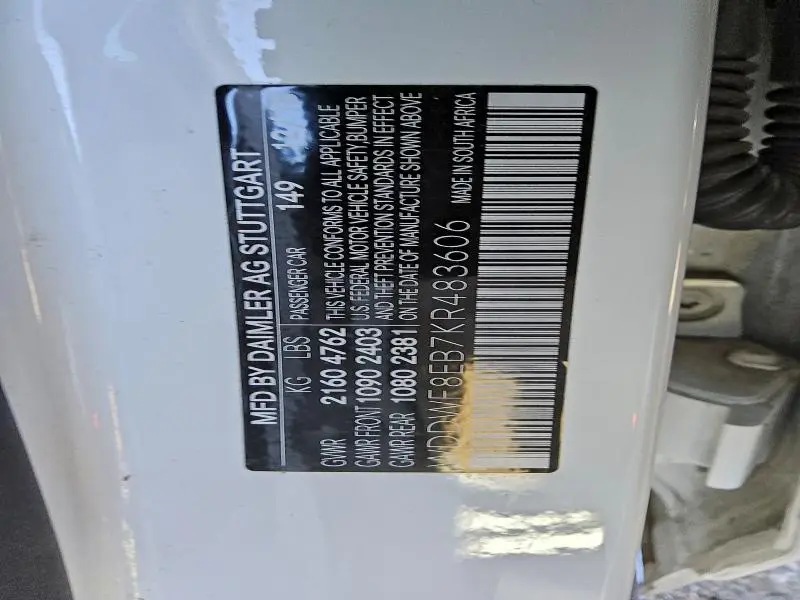 MFD BY DAIMLER AG STUTTGART
KG LBS PASSENGER CAR 149
GVWR 2160 4762 THIS VEHICLE CONFORMS TO ALL APPLICABLE
GAWR FRONT 1090 2403 U.S. FEDERAL MOTOR VEHICLE SAFETY, BUMPER
GAWR REAR 1080 2381 AND THEFT PREVENTION STANDARDS IN EFFECT
ON THE DATE OF MANUFACTURE SHOWN ABOVE
WDDWF8EB7KR483606 MADE IN SOUTH AFRICA